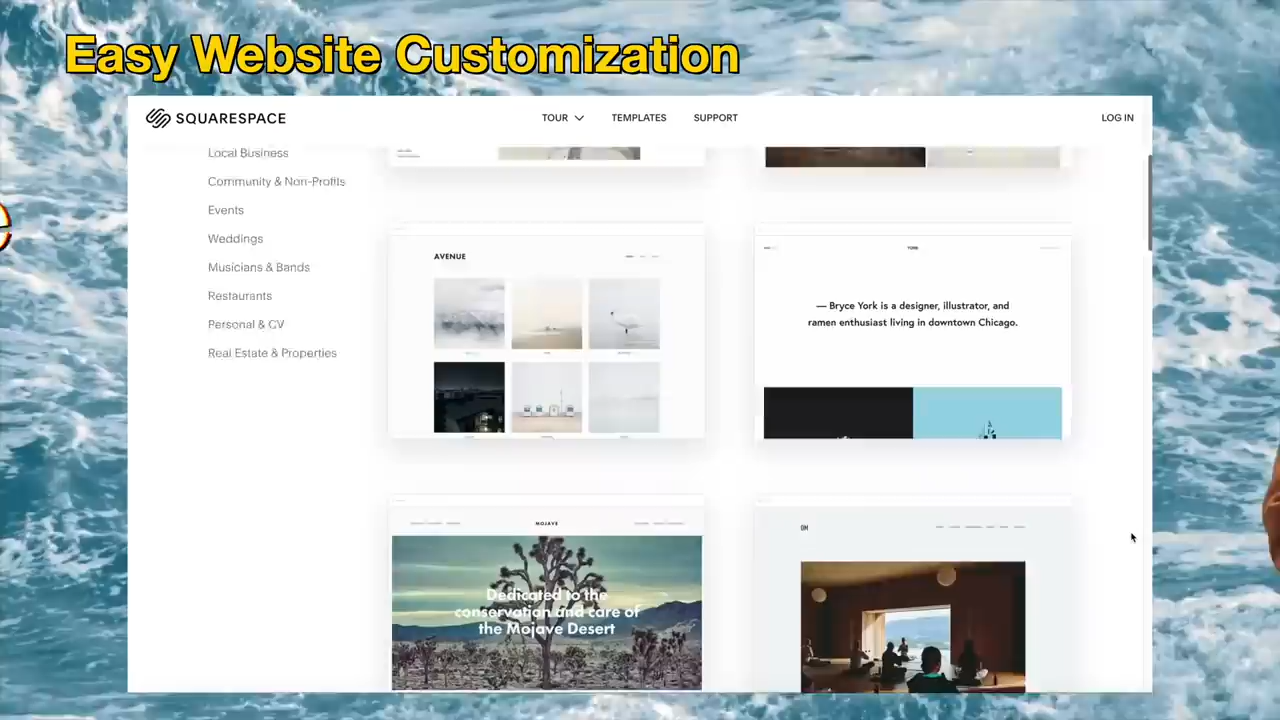 Easy Website Customization
SQUARESPACE
TOUR
TEMPLATES
SUPPORT
LOG IN
Local Business
Community & Non-Profits
Events
Weddings
Musicians & Bands
Restaurants
Personal & CV
Real Estate & Properties
AVENUE
YORK
— Bryce York is a designer, illustrator, and
ramen enthusiast living in downtown Chicago.
MOJAVE
Dedicated to the
conservation and care of
the Mojave Desert
OM
e